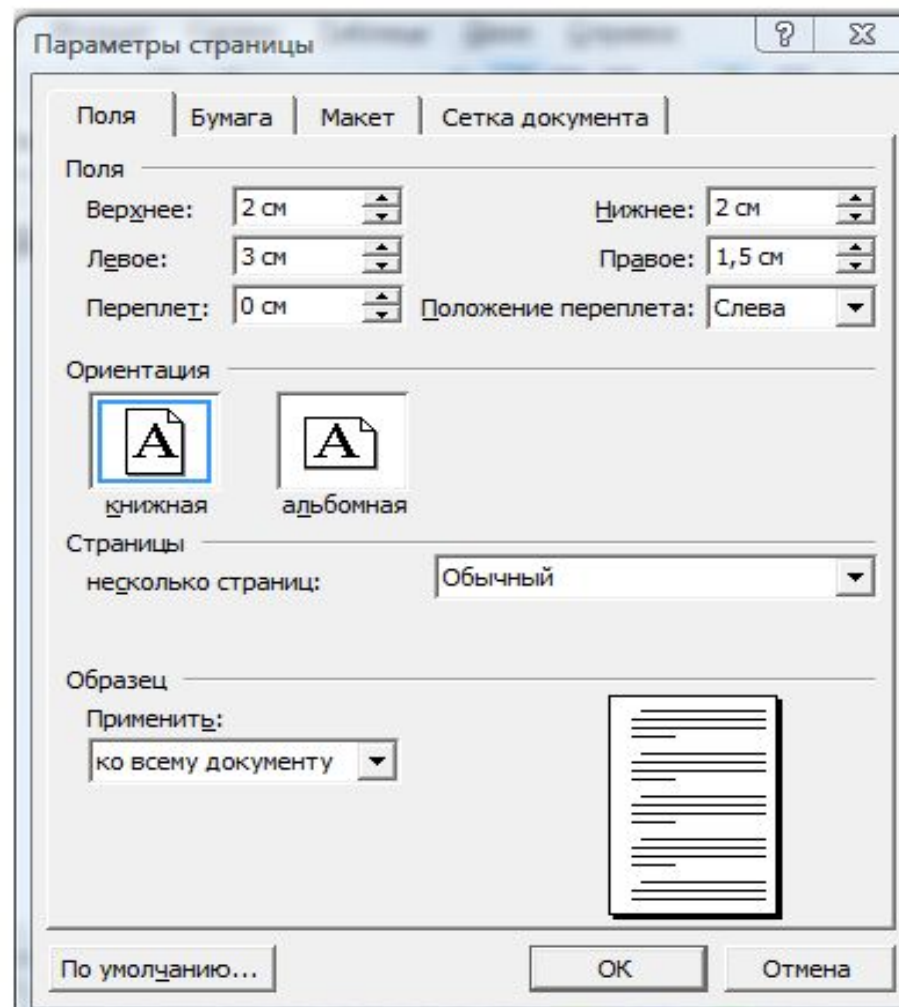 Параметры страницы
Поля Бумага Макет Сетка документа
Поля
Верхнее: 2 см Нижнее: 2 см
Левое: 3 см Правое: 1,5 см
Переплет: 0 см Положение переплета: Слева
Ориентация
A A
книжная альбомная
Страницы
несколько страниц: Обычный
Образец
Применить:
ко всему документу
По умолчанию... ОК Отмена